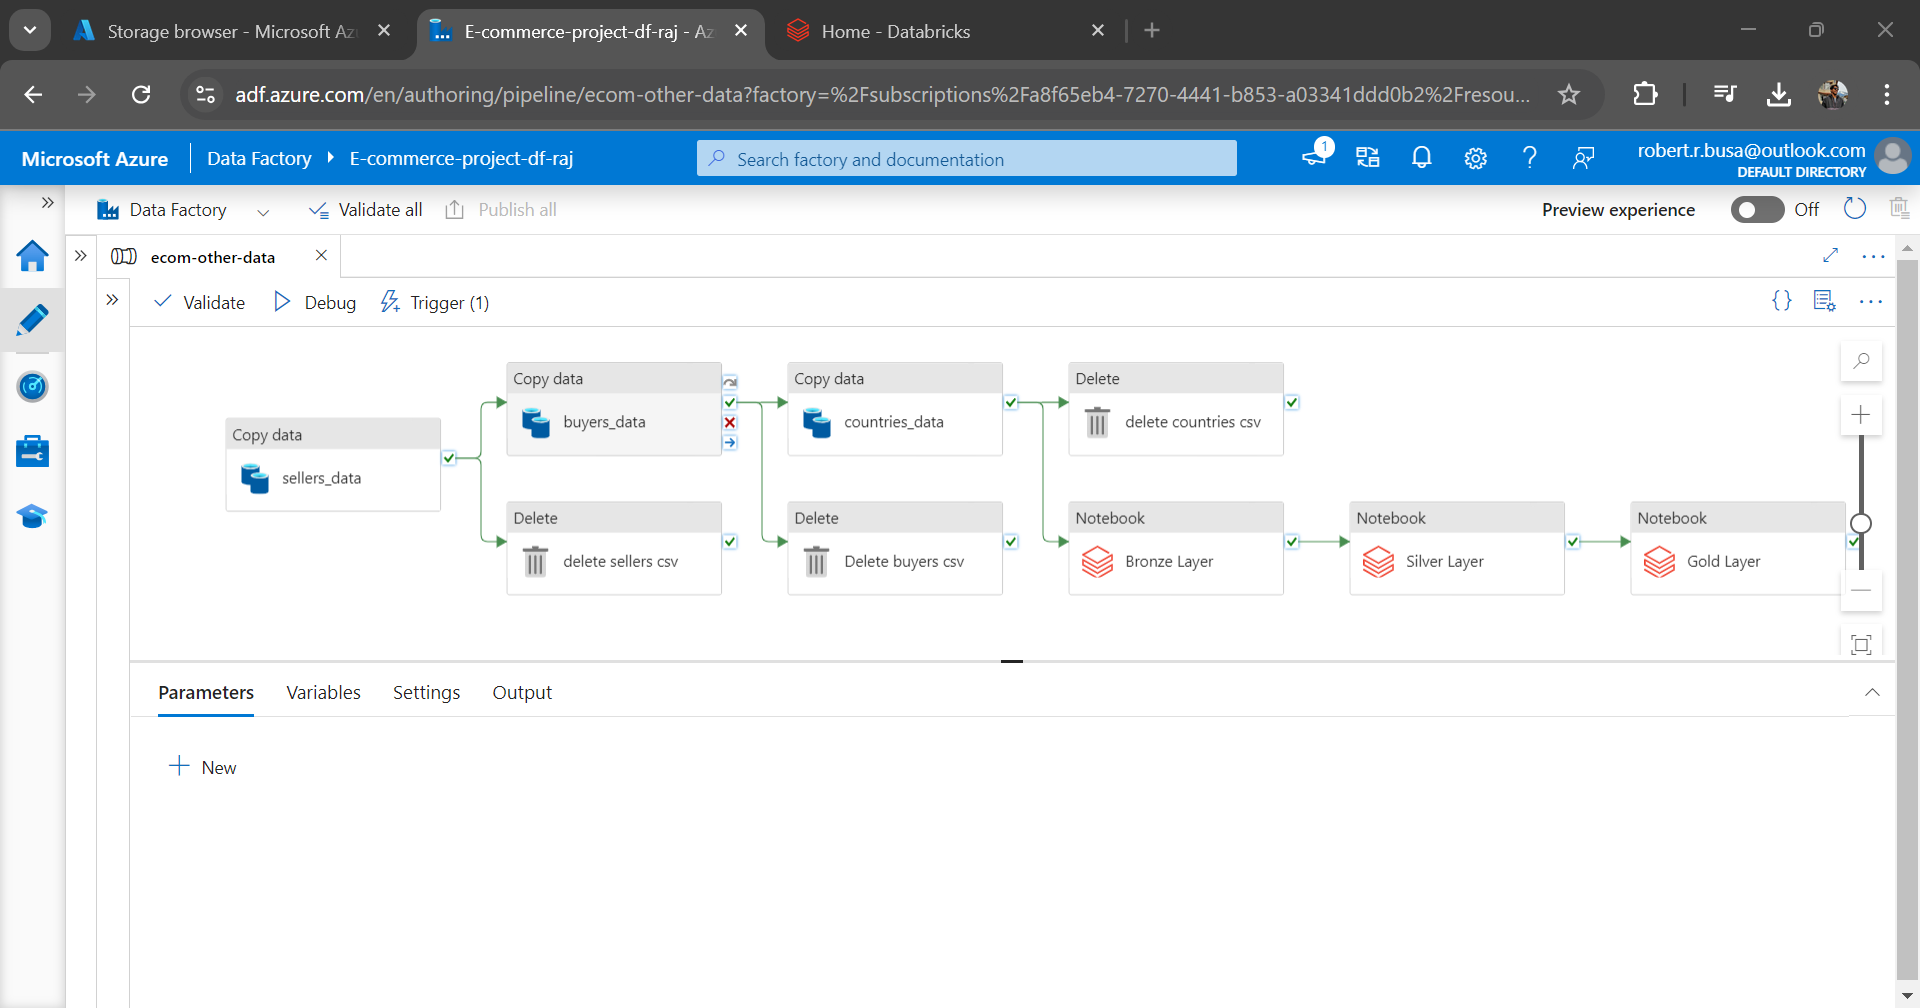 Storage browser - Microsoft Az
E-commerce-project-df-raj - Az
Home - Databricks
adf.azure.com/en/authoring/pipeline/ecom-other-data?factory=%2Fsubscriptions%2Fa8f65eb4-7270-4441-b853-a03341ddd0b2%2Fresou...
Microsoft Azure
Data Factory
E-commerce-project-df-raj
Search factory and documentation
1
robert.r.busa@outlook.com
DEFAULT DIRECTORY
Data Factory
Validate all
Publish all
Preview experience
Off
ecom-other-data
Validate
Debug
Trigger (1)
Copy data
buyers_data
Copy data
countries_data
Delete
delete countries csv
Copy data
sellers_data
Delete
delete sellers csv
Delete
Delete buyers csv
Notebook
Bronze Layer
Notebook
Silver Layer
Notebook
Gold Layer
Parameters
Variables
Settings
Output
New